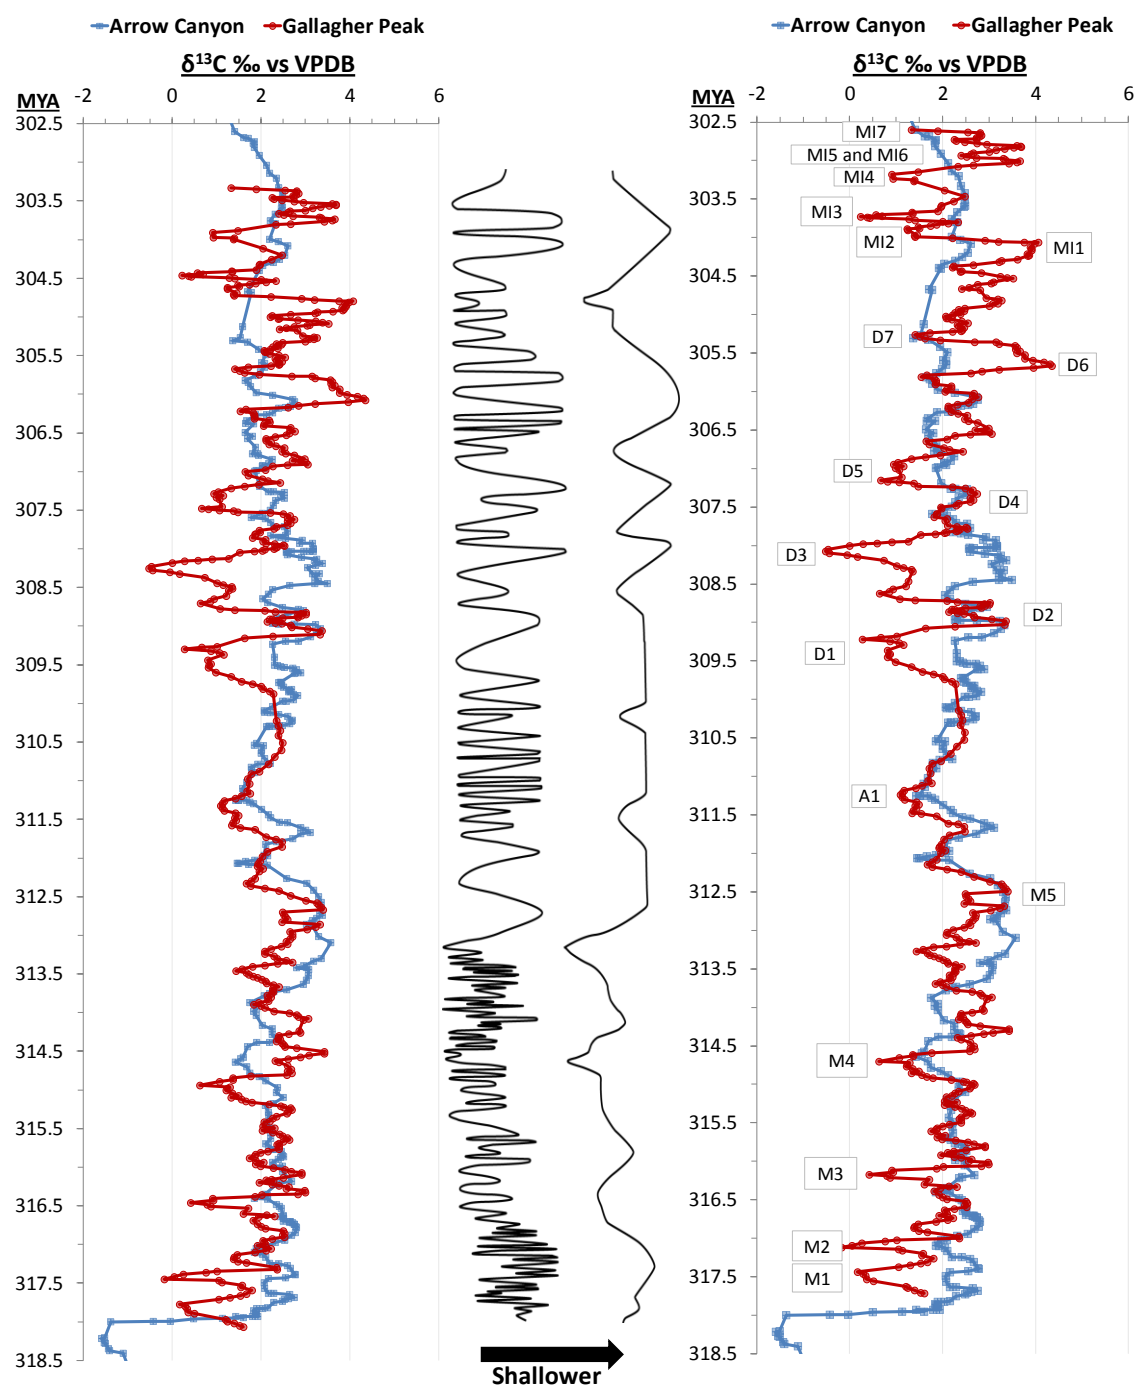 Arrow Canyon Gallagher Peak
δ¹³C ‰ vs VPDB
MYA
-2 0 2 4 6
302.5
303.5
304.5
305.5
306.5
307.5
308.5
309.5
310.5
311.5
312.5
313.5
314.5
315.5
316.5
317.5
318.5
Shallower
Arrow Canyon Gallagher Peak
δ¹³C ‰ vs VPDB
MYA
-2 0 2 4 6
302.5
303.5
304.5
305.5
306.5
307.5
308.5
309.5
310.5
311.5
312.5
313.5
314.5
315.5
316.5
317.5
318.5
MI7
MI5 and MI6
MI4
MI3
MI2
MI1
D7
D6
D5
D4
D3
D2
D1
A1
M5
M4
M3
M2
M1